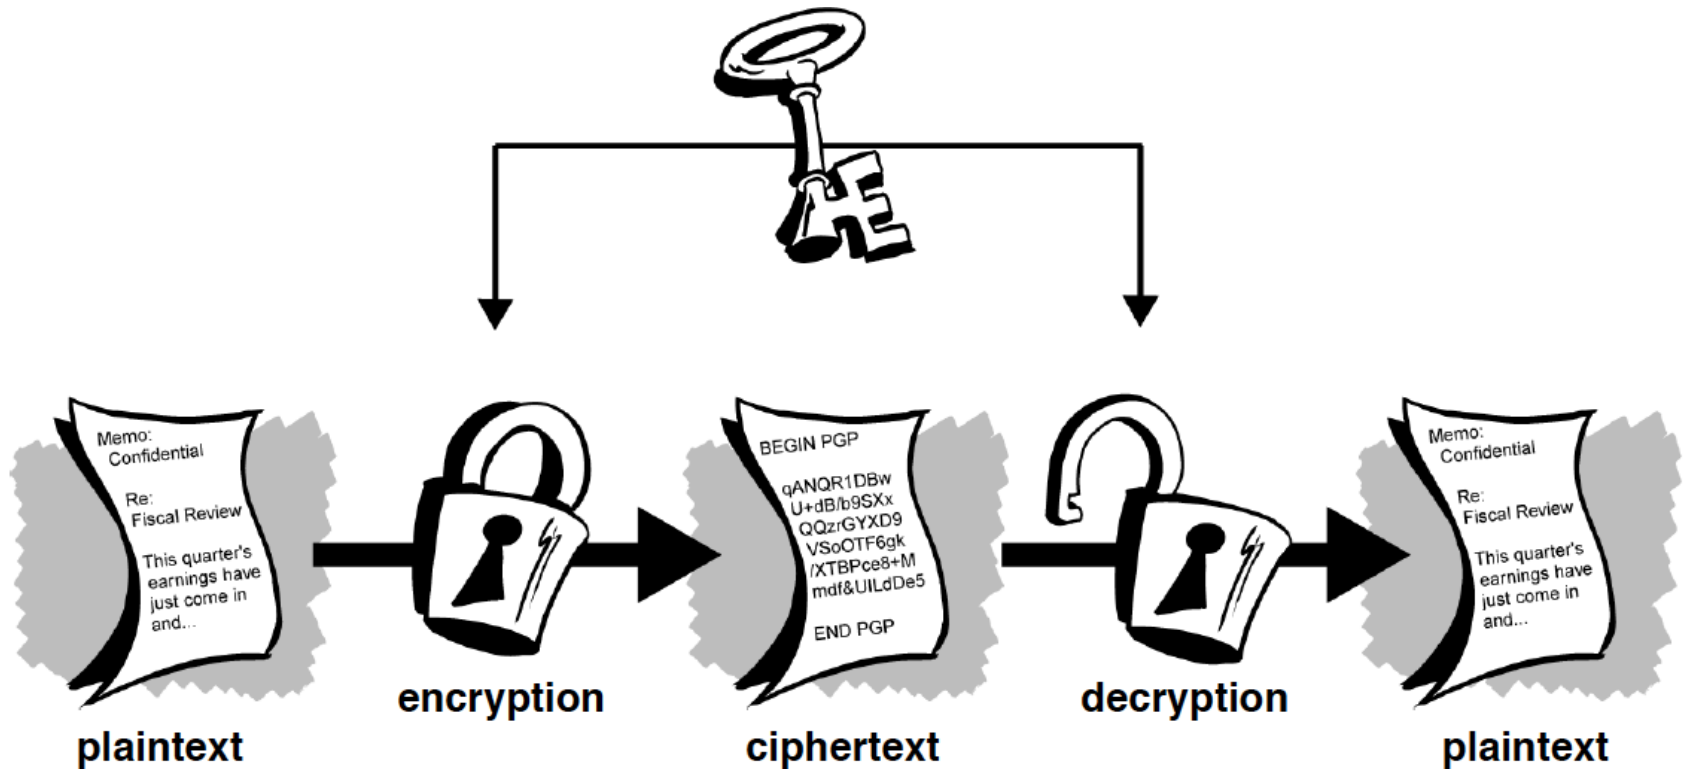 Memo:
Confidential
Re:
Fiscal Review
This quarter's
earnings have
just come in
and...
BEGIN PGP
qANQR1DBw
U+dB/b9SXx
QQzrGYXD9
VSoOTF6gk
/XTBPce8+M
mdf&UILdDe5
END PGP
Memo:
Confidential
Re:
Fiscal Review
This quarter's
earnings have
just come in
and...
encryption
decryption
plaintext
ciphertext
plaintext